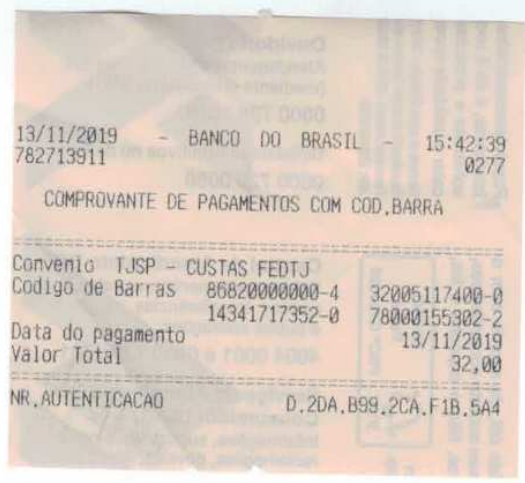 13/11/2019 - BANCO DO BRASIL - 15:42:39
782713911 0277
COMPROVANTE DE PAGAMENTOS COM COD.BARRA
Convenio TJSP - CUSTAS FEDTJ
Codigo de Barras 86820000000-4 32005117400-0
14341717352-0 78000155302-2
Data do pagamento 13/11/2019
Valor Total 32,00
NR.AUTENTICACAO D.2DA.B99.2CA.F1B.5A4